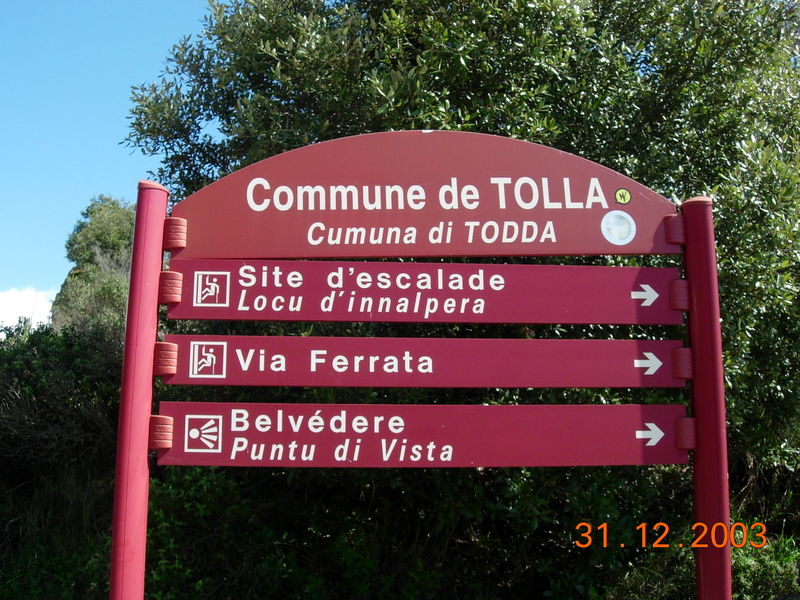 Commune de TOLLA
Cumuna di TODDA
Site d'escalade
Locu d'innalpera
Via Ferrata
Belvédere
Puntu di Vista
31.12.2003